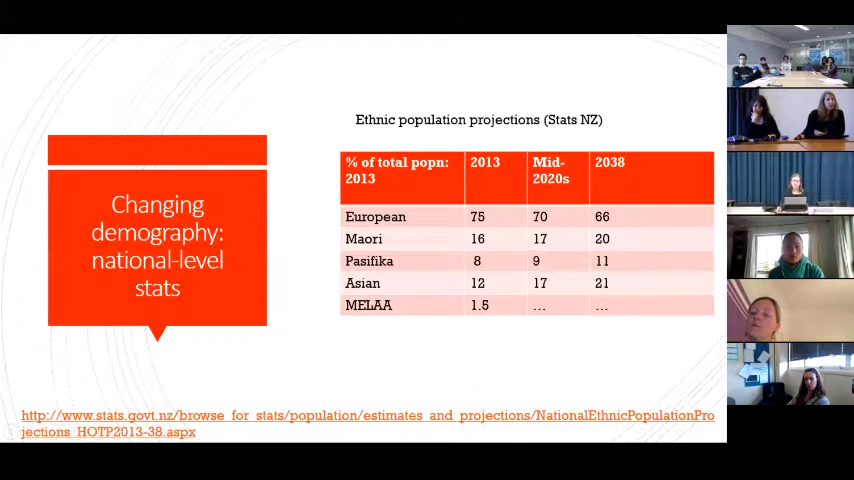 Ethnic population projections (Stats NZ)
Changing
demography:
national-level
stats
% of total popn: 2013 Mid- 2038
2013 2020s
European 75 70 66
Maori 16 17 20
Pasifika 8 9 11
Asian 12 17 21
MELAA 1.5 ... ...
http://www.stats.govt.nz/browse_for_stats/population/estimates_and_projections/NationalEthnicPopulationPro
jections_HOTP2013-38.aspx